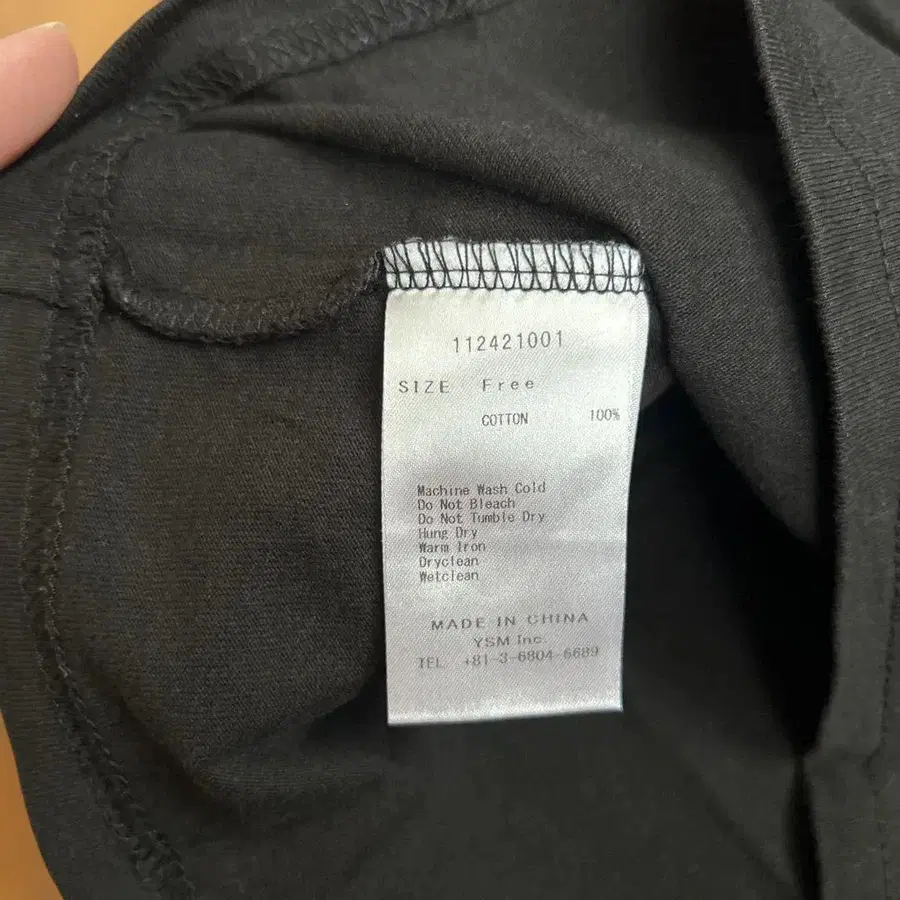 112421001
SIZE Free
COTTON 100%
Machine Wash Cold
Do Not Bleach
Do Not Tumble Dry
Hung Dry
Warm Iron
Dryclean
Wetclean
MADE IN CHINA
YSM Inc.
TEL +81-3-6804-6689